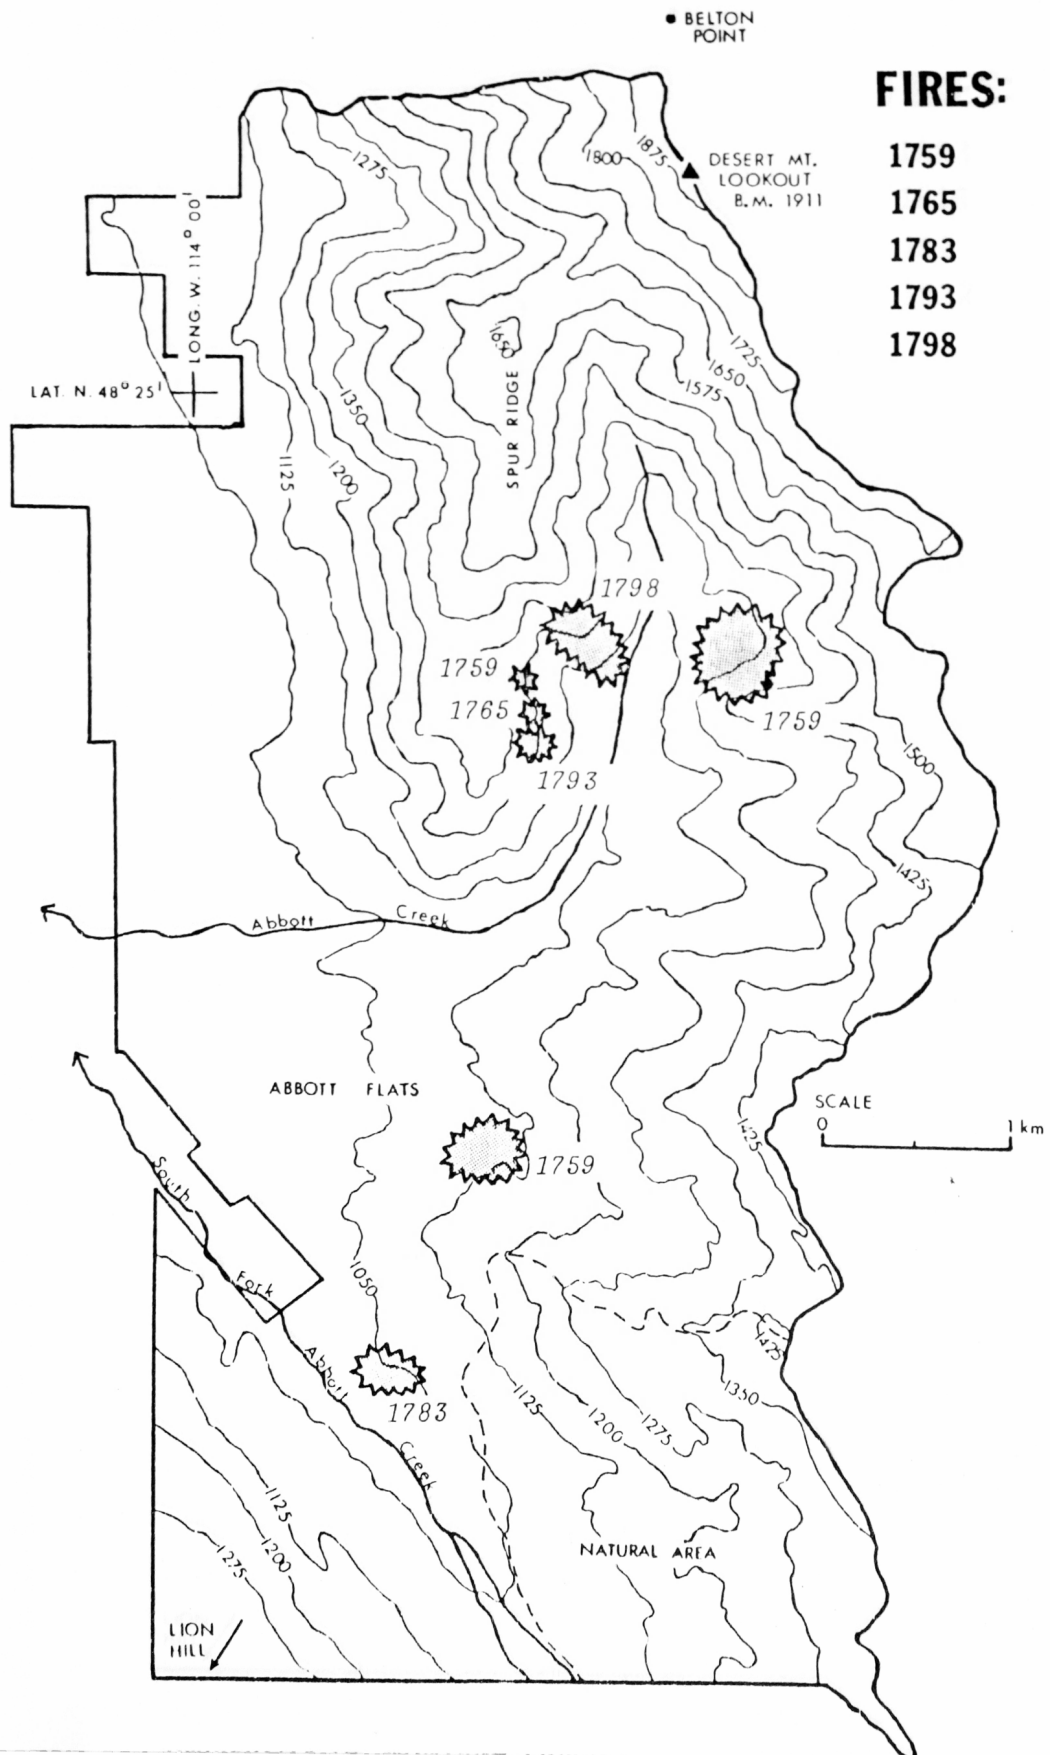 BELTON
POINT
FIRES:
1759
1765
1783
1793
1798
DESERT MT.
LOOKOUT
B.M. 1911
1875
1800
1275
LONG. W. 114° 00'
LAT. N. 48° 25'
1650
SPUR RIDGE
1725
1650
1575
1350
1200
1125
1798
1759
1765
1793
1759
1500
1425
Abbott Creek
ABBOTT FLATS
SCALE
0 1 km
1425
1759
South
Fork
Abbott
Creek
1050
1783
1425
1350
1125
1200
1275
NATURAL AREA
1125
1200
1275
LION
HILL